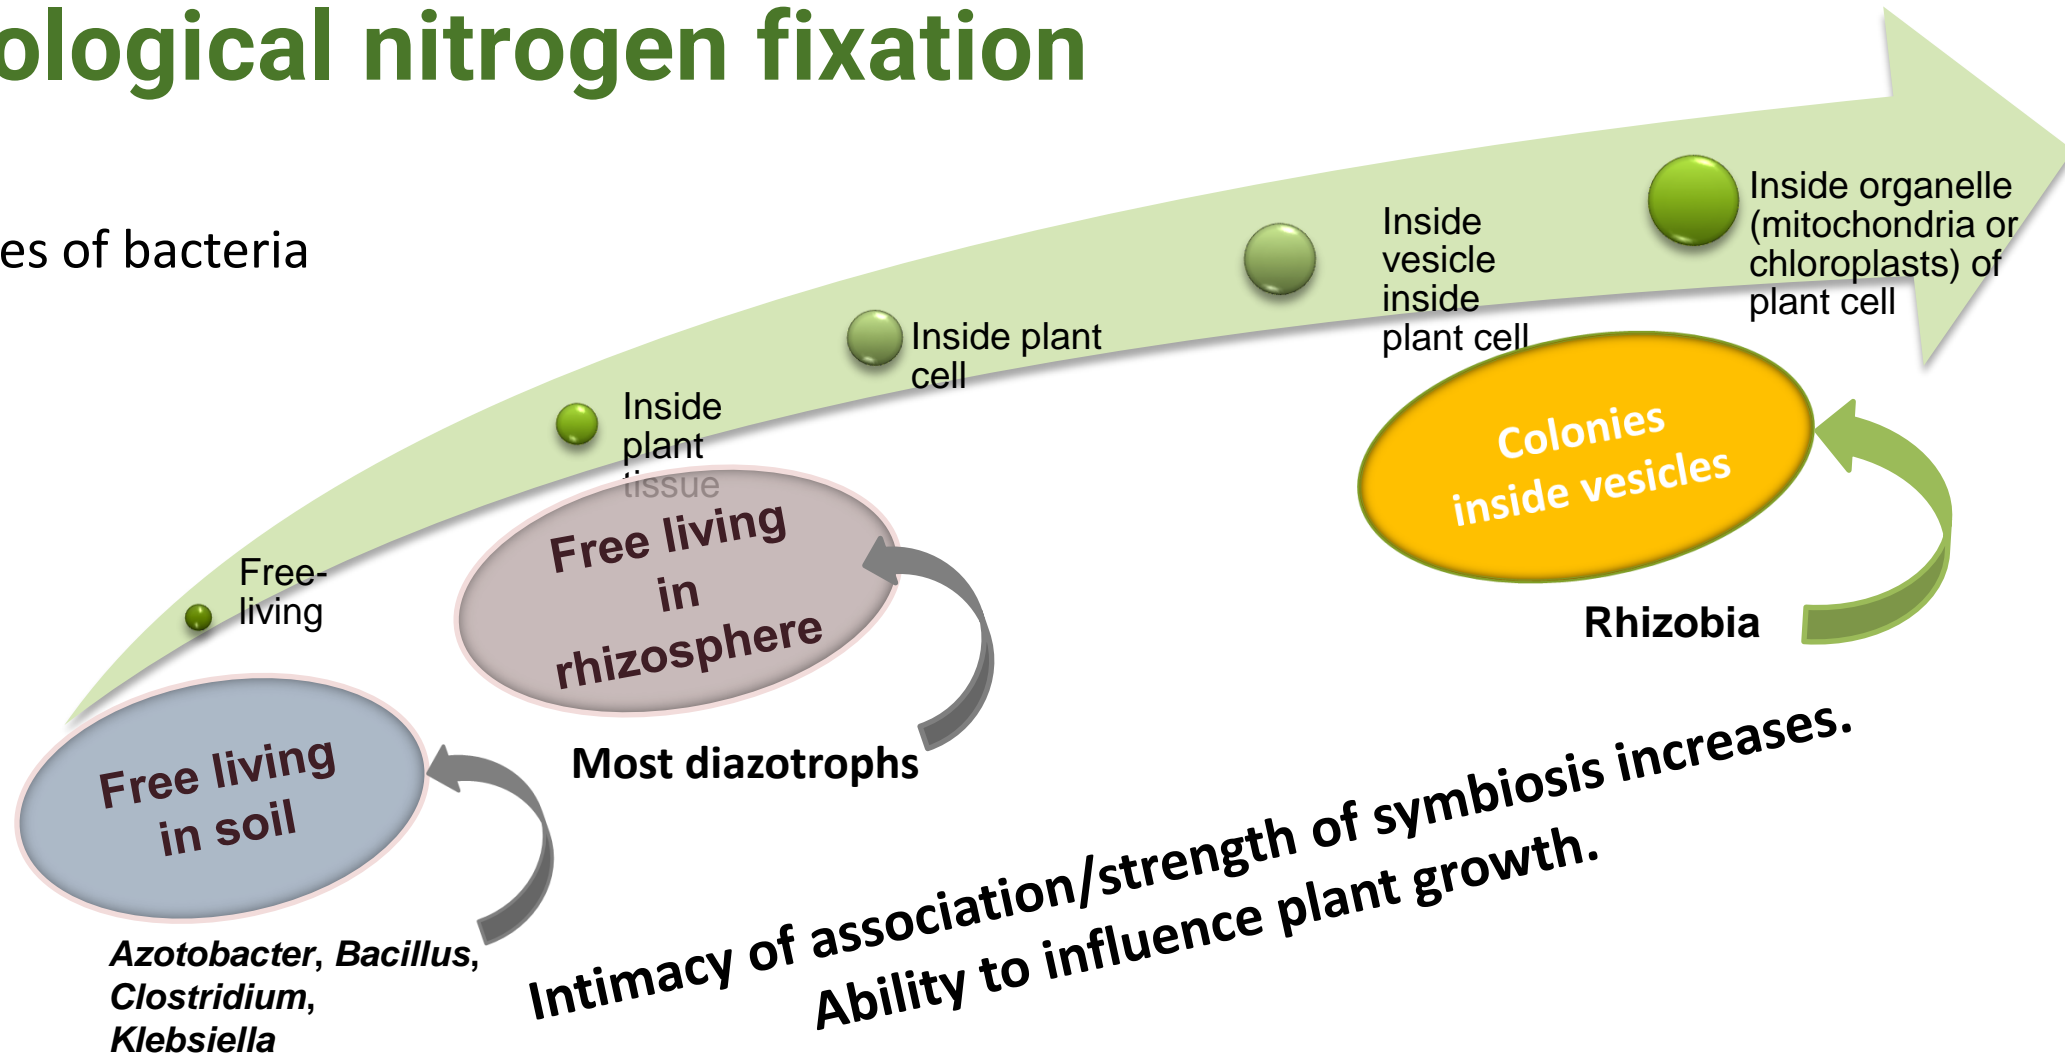 ological nitrogen fixation
es of bacteria
Inside organelle
(mitochondria or
chloroplasts) of
plant cell
Inside
vesicle
inside
plant cell
Inside plant
cell
Inside
plant
tissue
Free-
living
Colonies
inside vesicles
Rhizobia
Free living
in
rhizosphere
Most diazotrophs
Free living
in soil
Azotobacter, Bacillus,
Clostridium,
Klebsiella
Intimacy of association/strength of symbiosis increases.
Ability to influence plant growth.